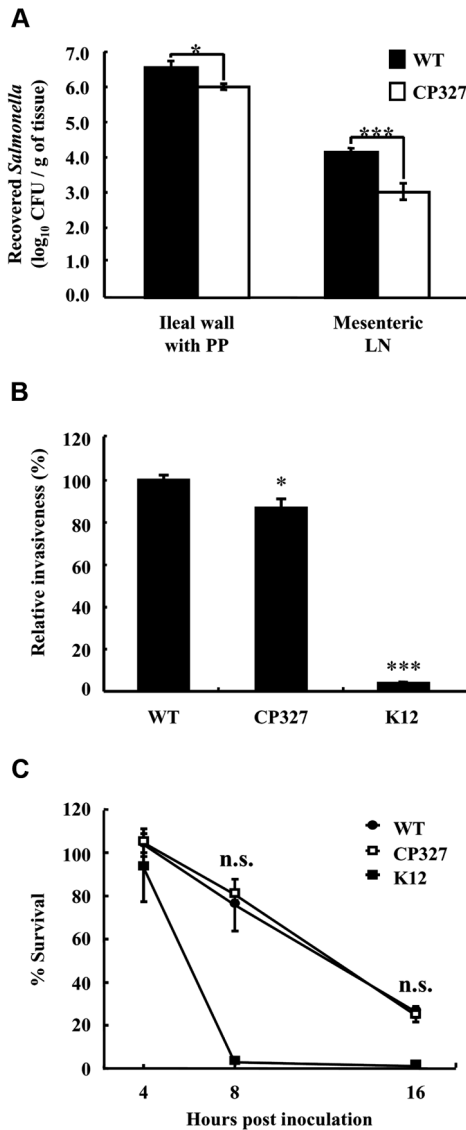 A
Recovered Salmonella
(log10 CFU / g of tissue)
7.0
6.0
5.0
4.0
3.0
2.0
1.0
0.0
*
***
WT
CP327
Ileal wall
with PP
Mesenteric
LN
B
Relative invasiveness (%)
120
100
80
60
40
20
0
*
***
WT
CP327
K12
C
% Survival
120
100
80
60
40
20
0
n.s.
n.s.
WT
CP327
K12
4
8
16
Hours post inoculation